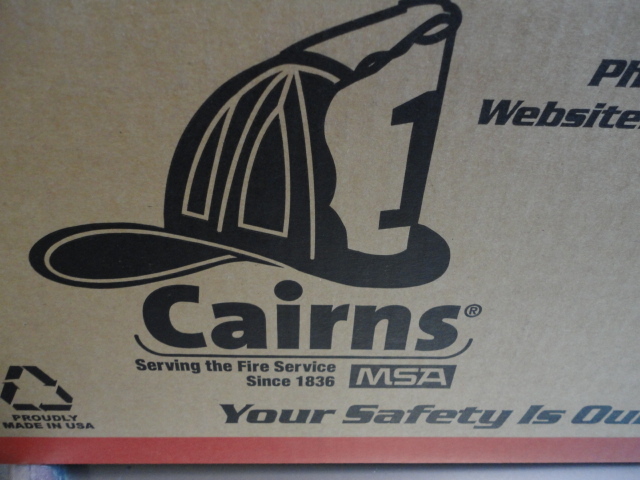 1
Ph
Website:
Cairns®
Serving the Fire Service
Since 1836
MSA
PROUDLY
MADE IN USA
Your Safety Is Ou